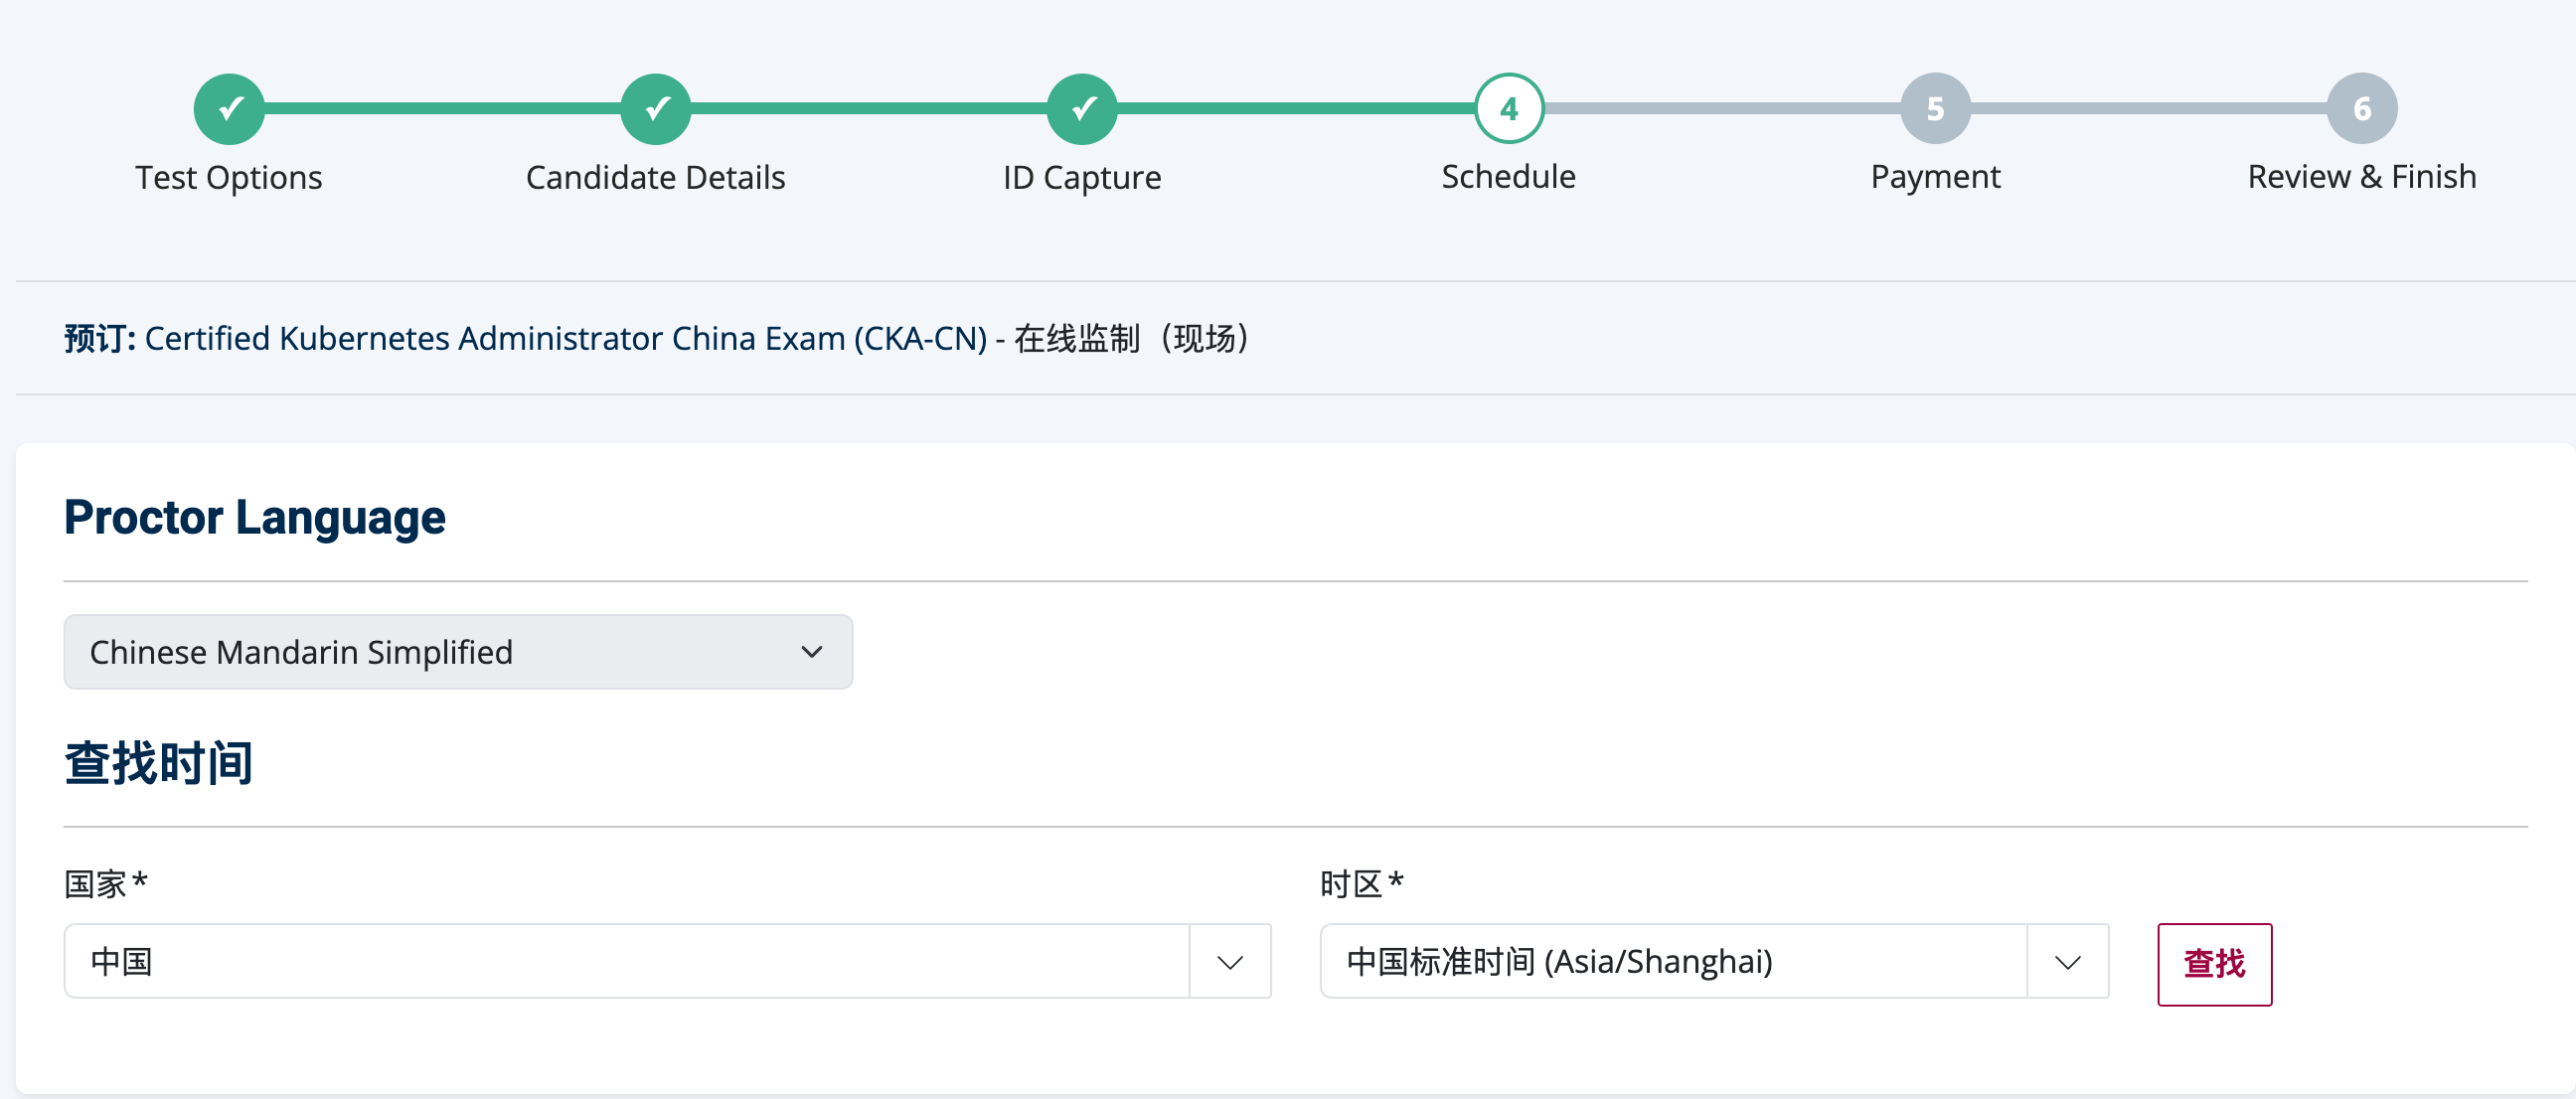 4 5 6
Test Options Candidate Details ID Capture Schedule Payment Review & Finish
预订: Certified Kubernetes Administrator China Exam (CKA-CN) - 在线监制（现场）
Proctor Language
Chinese Mandarin Simplified
查找时间
国家* 时区*
中国 中国标准时间 (Asia/Shanghai) 查找